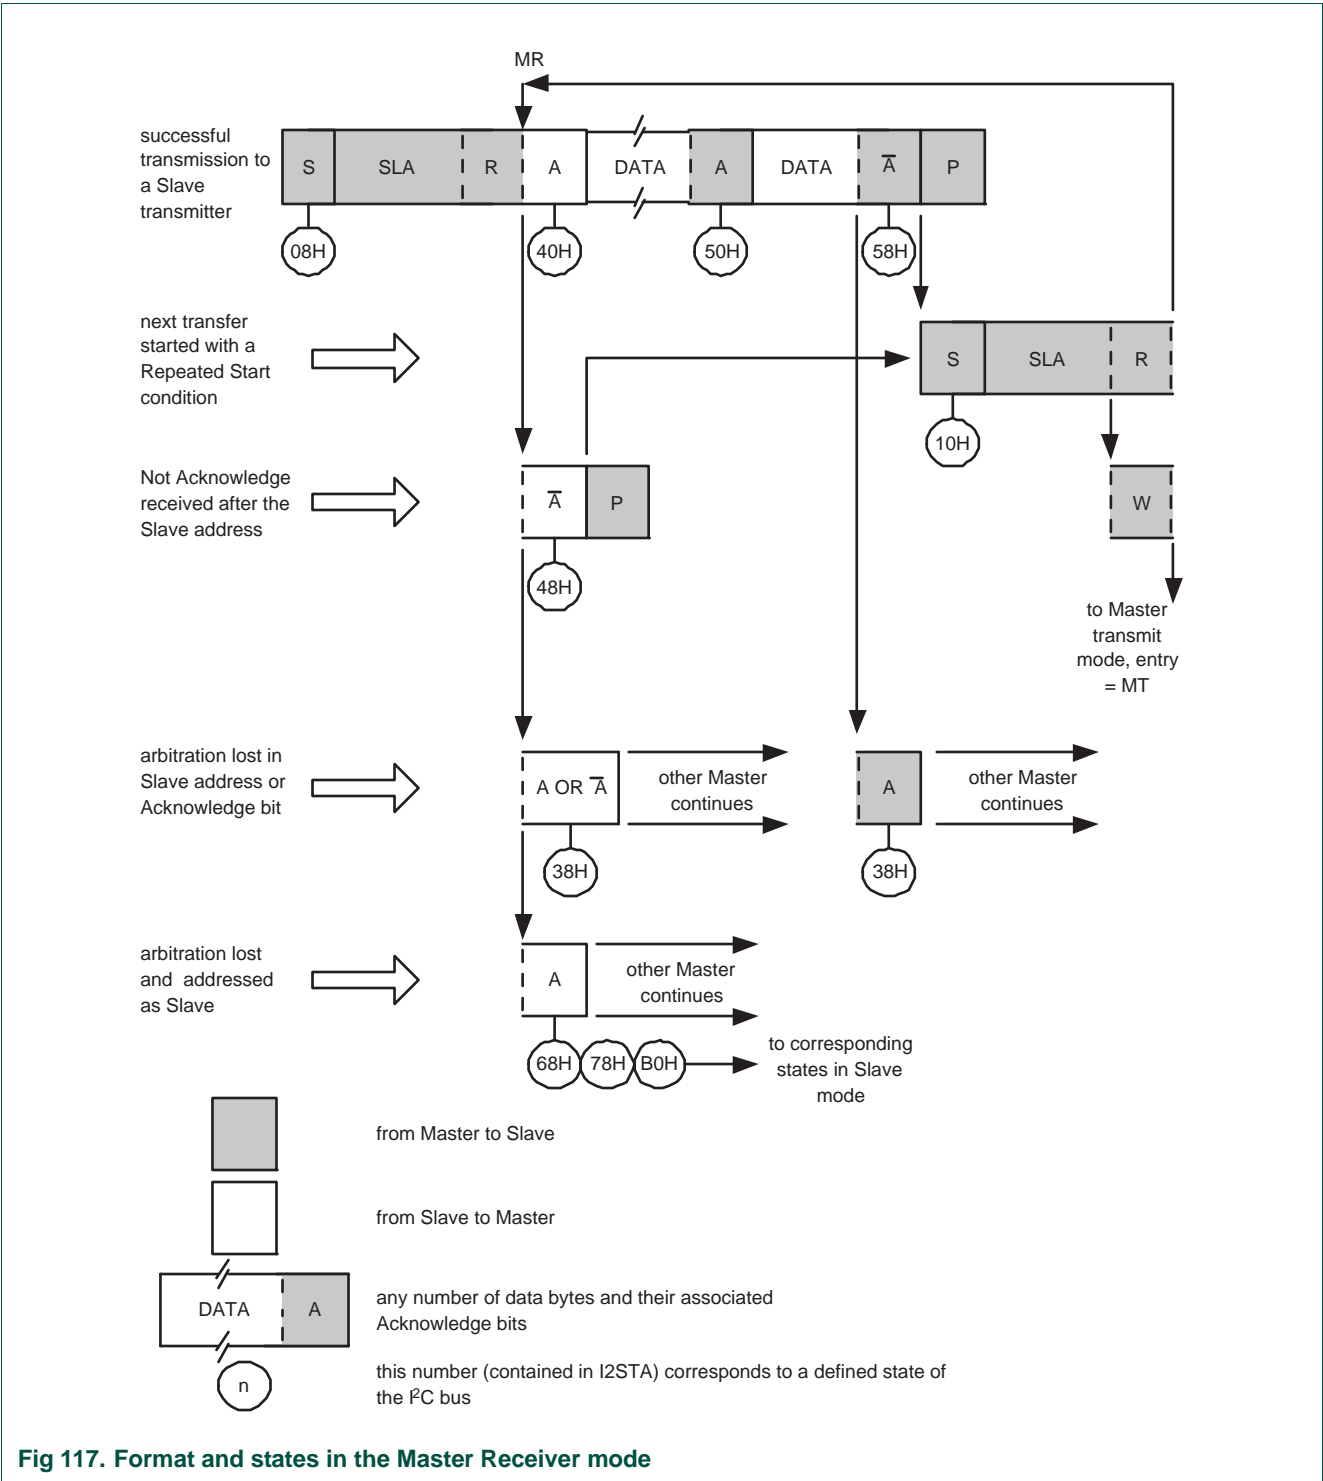 MR
successful
transmission to
a Slave
transmitter
S SLA R A DATA A DATA A̅ P
08H 40H 50H 58H
next transfer
started with a
Repeated Start
condition
S SLA R
10H
Not Acknowledge
received after the
Slave address
A̅ P
W
48H
to Master
transmit
mode, entry
= MT
arbitration lost in
Slave address or
Acknowledge bit
A OR A̅
other Master
continues
A
other Master
continues
38H 38H
arbitration lost
and addressed
as Slave
A
other Master
continues
68H 78H B0H
to corresponding
states in Slave
mode
from Master to Slave
from Slave to Master
DATA A
any number of data bytes and their associated
Acknowledge bits
n
this number (contained in I2STA) corresponds to a defined state of
the I²C bus
Fig 117. Format and states in the Master Receiver mode